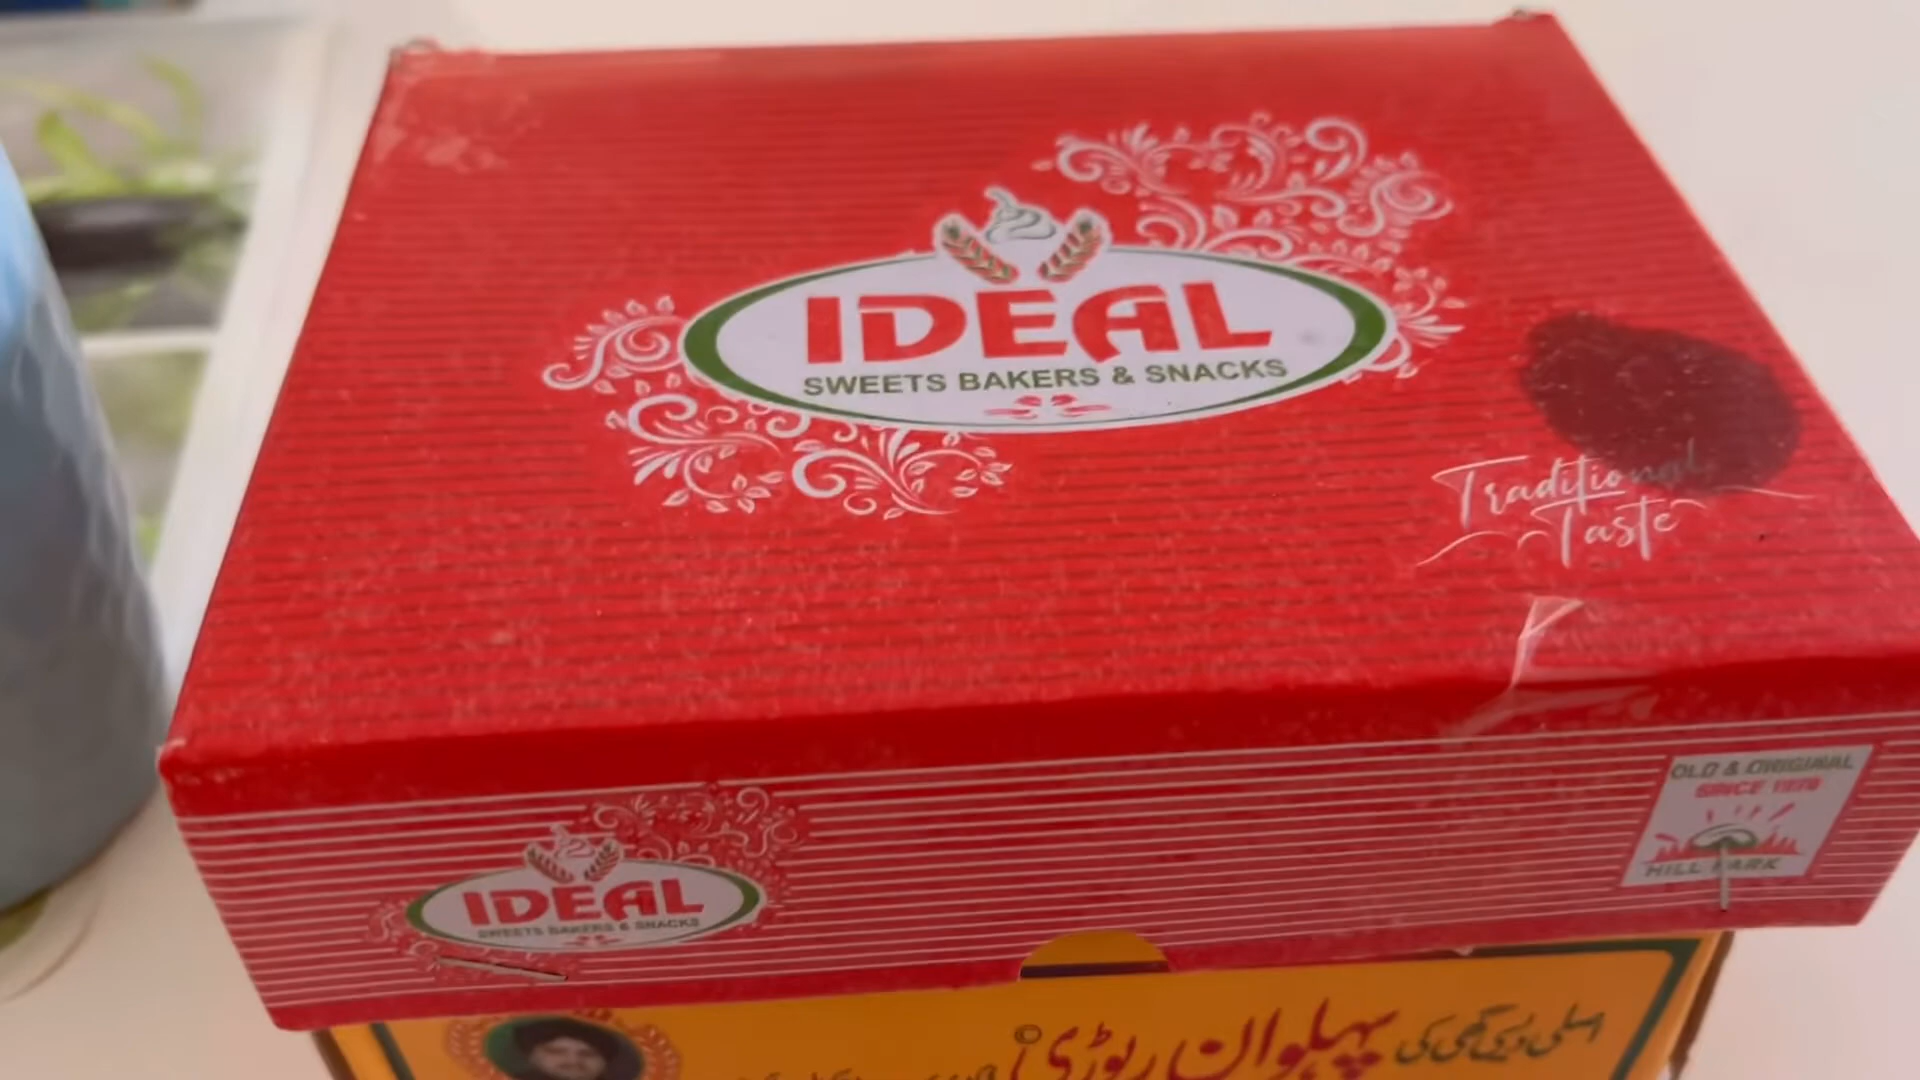 IDEAL
SWEETS BAKERS & SNACKS
Traditional
Taste
OLD & ORIGINAL
SINCE 1970
HILL PARK
IDEAL
SWEETS BAKERS & SNACKS
اصلی دیسی گھی کی پہلوان ریوڑی